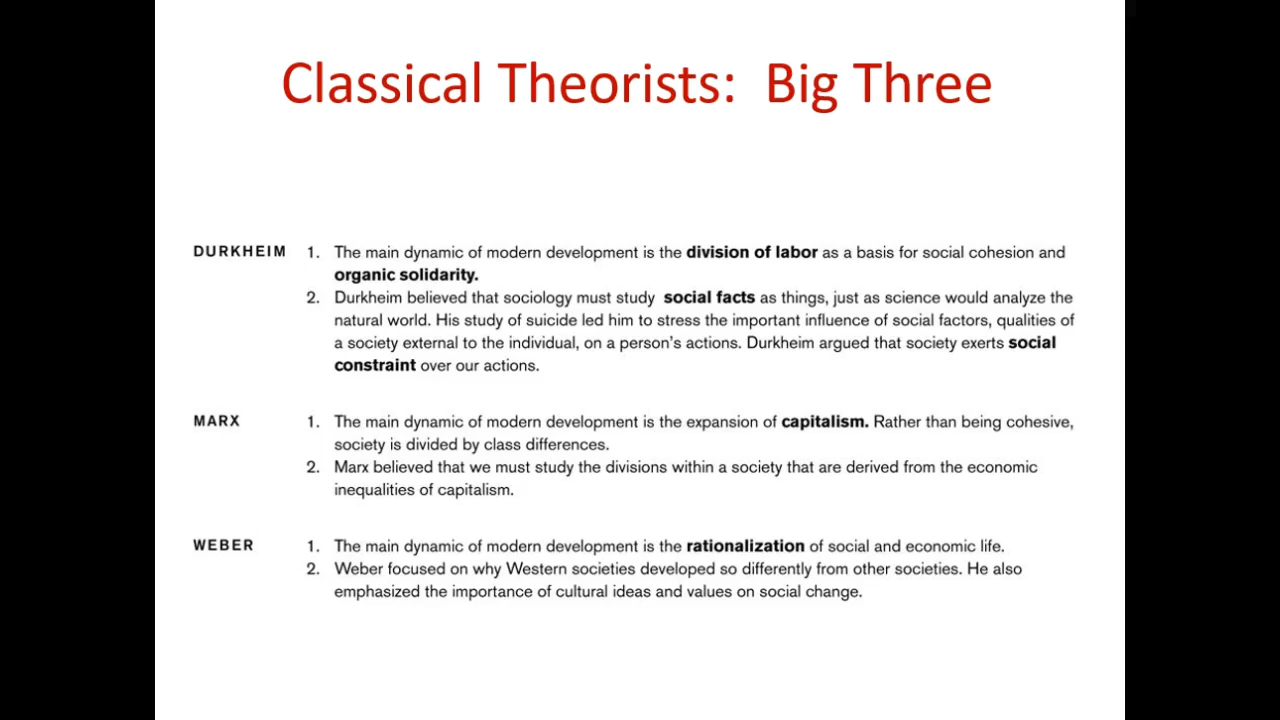 Classical Theorists:  Big Three
DURKHEIM 1. The main dynamic of modern development is the division of labor as a basis for social cohesion and
organic solidarity.
2. Durkheim believed that sociology must study  social facts as things, just as science would analyze the
natural world. His study of suicide led him to stress the important influence of social factors, qualities of
a society external to the individual, on a person's actions. Durkheim argued that society exerts social
constraint over our actions.
MARX 1. The main dynamic of modern development is the expansion of capitalism. Rather than being cohesive,
society is divided by class differences.
2. Marx believed that we must study the divisions within a society that are derived from the economic
inequalities of capitalism.
WEBER 1. The main dynamic of modern development is the rationalization of social and economic life.
2. Weber focused on why Western societies developed so differently from other societies. He also
emphasized the importance of cultural ideas and values on social change.